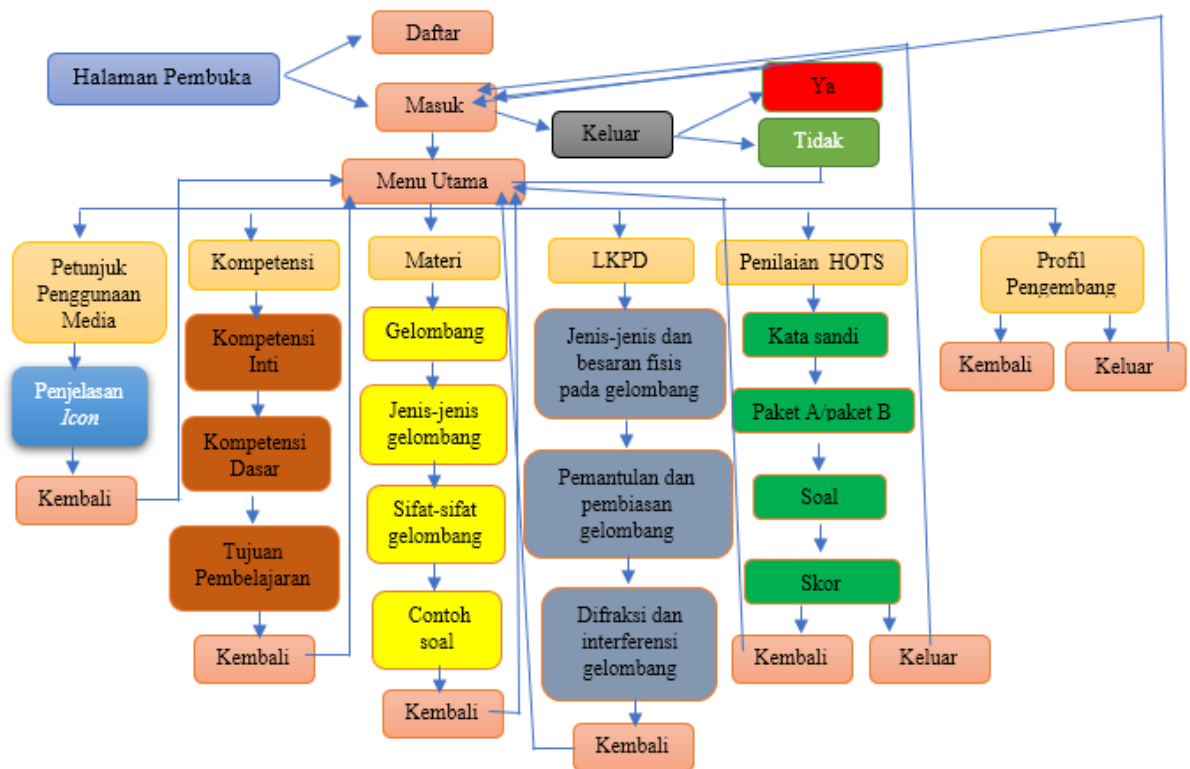 Daftar
Halaman Pembuka
Masuk
Ya
Keluar
Tidak
Menu Utama
Petunjuk
Penggunaan
Media
Penjelasan
Icon
Kembali
Kompetensi
Kompetensi
Inti
Kompetensi
Dasar
Tujuan
Pembelajaran
Kembali
Materi
Gelombang
Jenis-jenis
gelombang
Sifat-sifat
gelombang
Contoh
soal
Kembali
LKPD
Jenis-jenis dan
besaran fisis
pada gelombang
Pemantulan dan
pembiasan
gelombang
Difraksi dan
interferensi
gelombang
Kembali
Penilaian HOTS
Kata sandi
Paket A/paket B
Soal
Skor
Kembali
Keluar
Profil
Pengembang
Kembali
Keluar